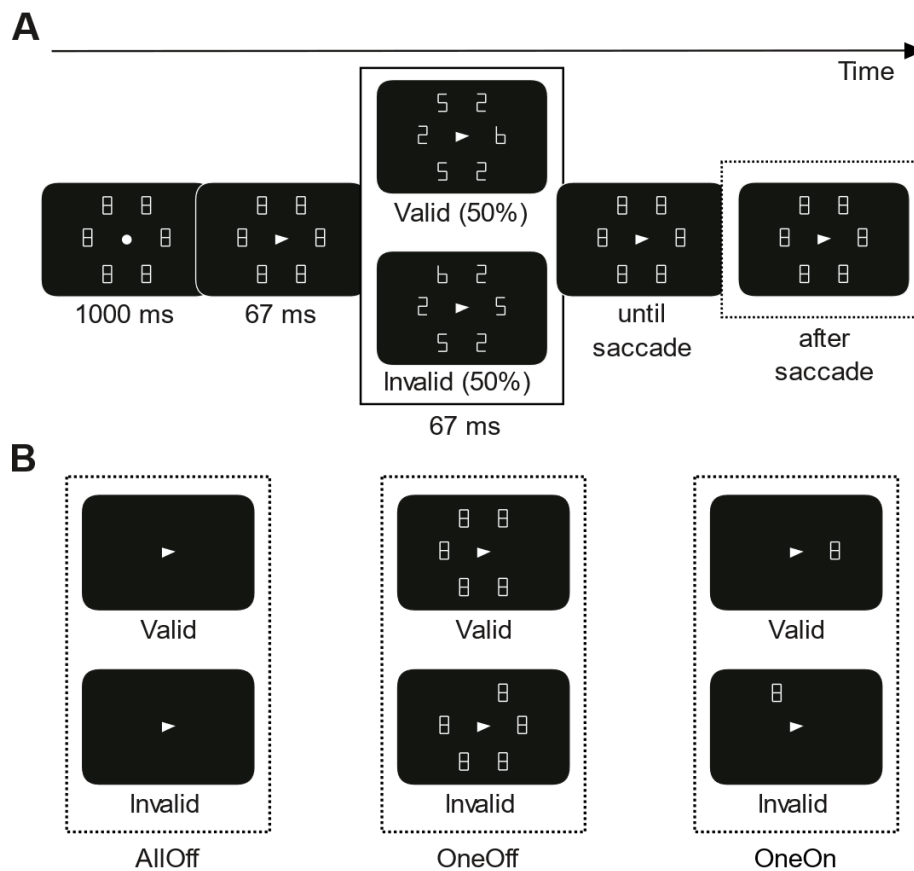 A
Time
5 2
2 6
5 2
Valid (50%)
8 8
8 8
8 8
1000 ms
8 8
8 8
8 8
67 ms
6 2
2 5
5 2
Invalid (50%)
67 ms
8 8
8 8
8 8
until
saccade
8 8
8 8
8 8
after
saccade
B
Valid
Invalid
AllOff
8 8
8
8 8
Valid
8
8 8
8 8
Invalid
OneOff
8
Valid
8
Invalid
OneOn